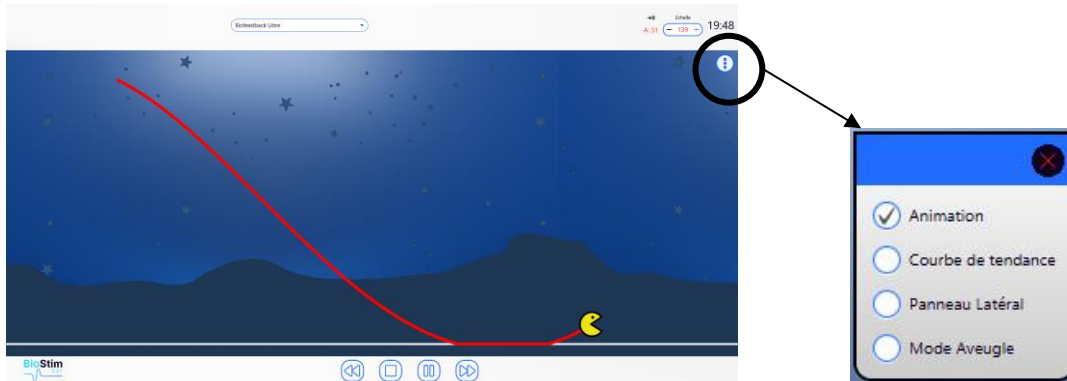 Biofeedback Libre
Echelle
A: 31 − 139 +
19:48
Animation
Courbe de tendance
Panneau Latéral
Mode Aveugle
BioStim